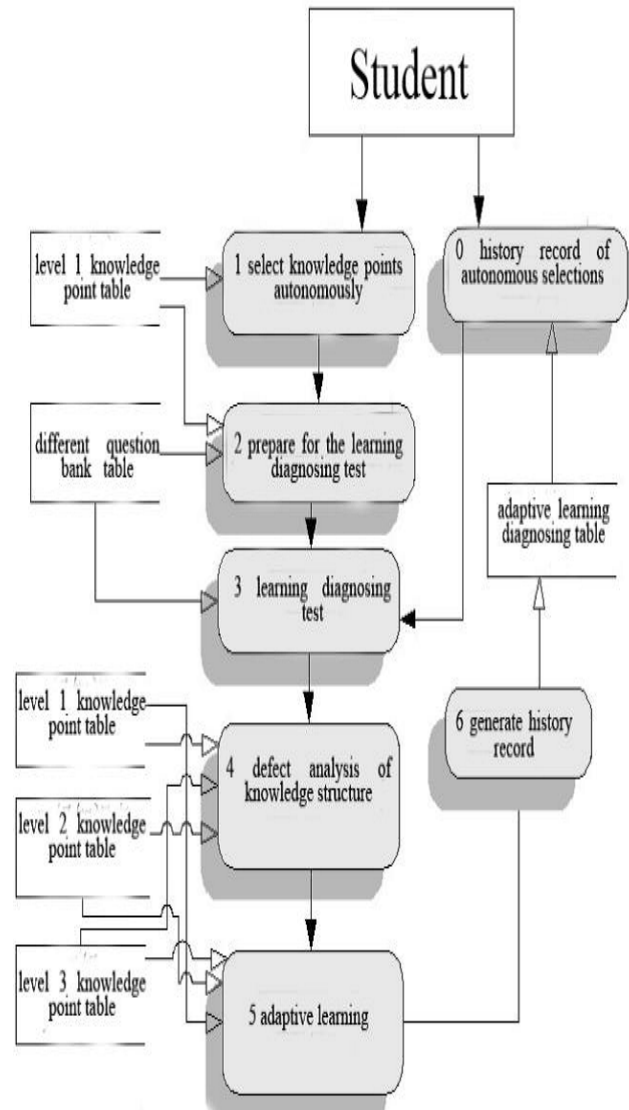 Student
level 1 knowledge
point table
1 select knowledge points
autonomously
0 history record of
autonomous selections
different question
bank table
2 prepare for the learning
diagnosing test
adaptive learning
diagnosing table
3 learning diagnosing
test
level 1 knowledge
point table
6 generate history
record
4 defect analysis of
knowledge structure
level 2 knowledge
point table
level 3 knowledge
point table
5 adaptive learning